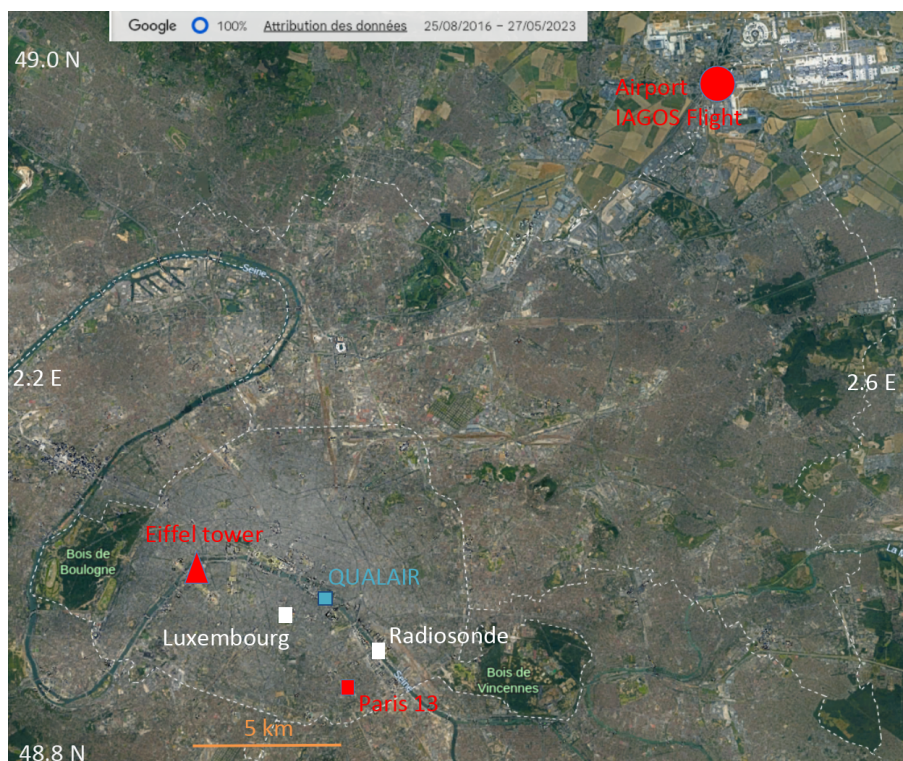 Google 100% Attribution des données 25/08/2016 – 27/05/2023
49.0 N
Airport
IAGOS Flight
Seine
2.2 E
2.6 E
Eiffel tower
Bois de
Boulogne
QUALAIR
Luxembourg
Radiosonde
Bois de
Vincennes
Seine
Paris 13
5 km
48.8 N